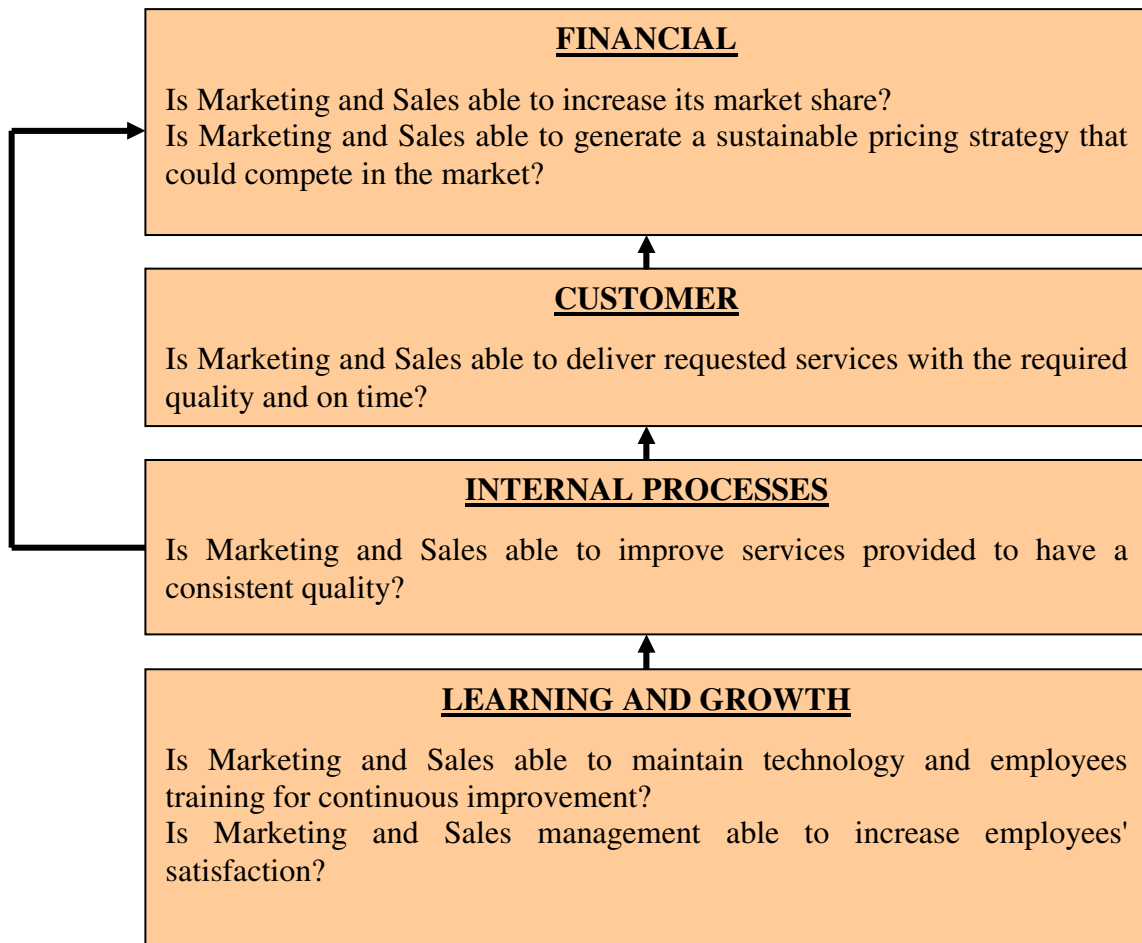 FINANCIAL
Is Marketing and Sales able to increase its market share?
Is Marketing and Sales able to generate a sustainable pricing strategy that
could compete in the market?
CUSTOMER
Is Marketing and Sales able to deliver requested services with the required
quality and on time?
INTERNAL PROCESSES
Is Marketing and Sales able to improve services provided to have a
consistent quality?
LEARNING AND GROWTH
Is Marketing and Sales able to maintain technology and employees
training for continuous improvement?
Is Marketing and Sales management able to increase employees'
satisfaction?